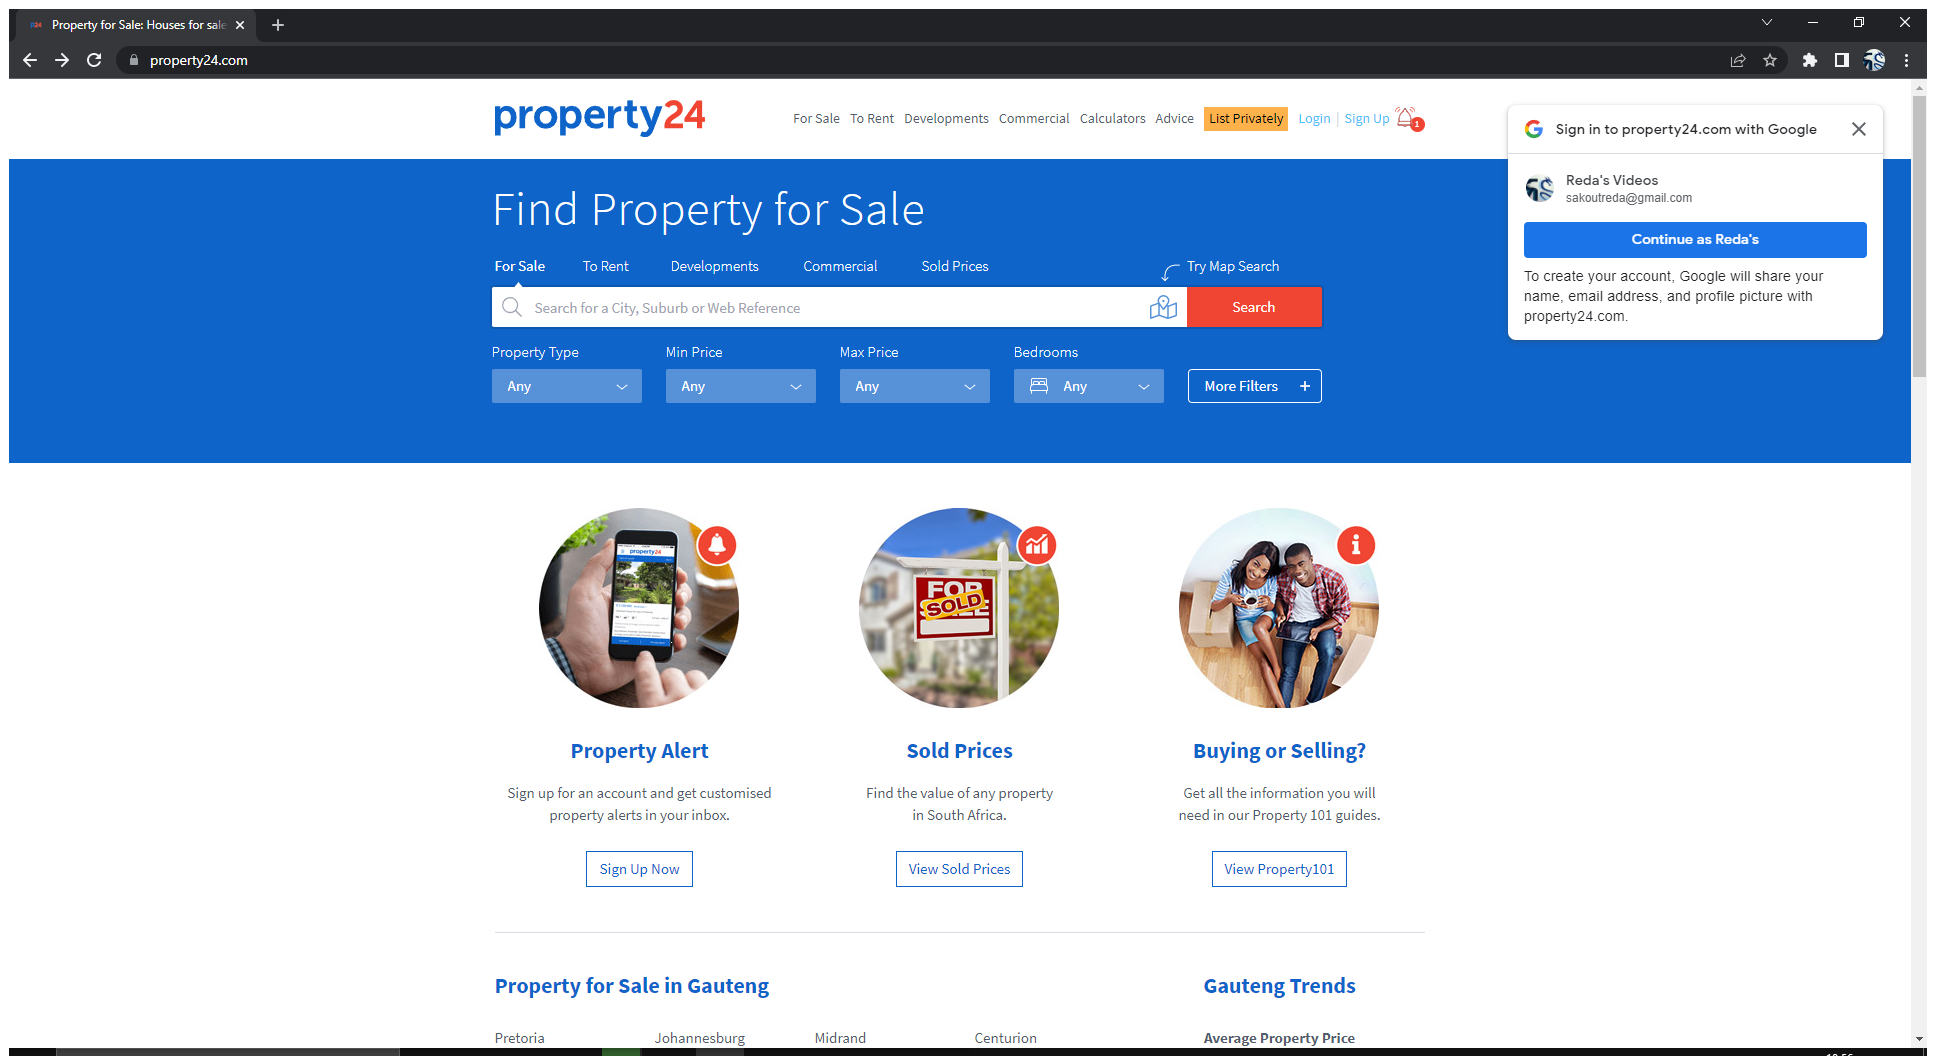 Property for Sale: Houses for sale
property24.com
property24
For Sale To Rent Developments Commercial Calculators Advice List Privately Login | Sign Up 1
Sign in to property24.com with Google
Reda's Videos
sakoutreda@gmail.com
Continue as Reda's
To create your account, Google will share your
name, email address, and profile picture with
property24.com.
Find Property for Sale
For Sale To Rent Developments Commercial Sold Prices Try Map Search
Search for a City, Suburb or Web Reference Search
Property Type Min Price Max Price Bedrooms
Any Any Any Any More Filters +
property24
FOR
SOLD
Property Alert
Sign up for an account and get customised
property alerts in your inbox.
Sign Up Now
Sold Prices
Find the value of any property
in South Africa.
View Sold Prices
Buying or Selling?
Get all the information you will
need in our Property 101 guides.
View Property101
Property for Sale in Gauteng
Pretoria Johannesburg Midrand Centurion
Gauteng Trends
Average Property Price